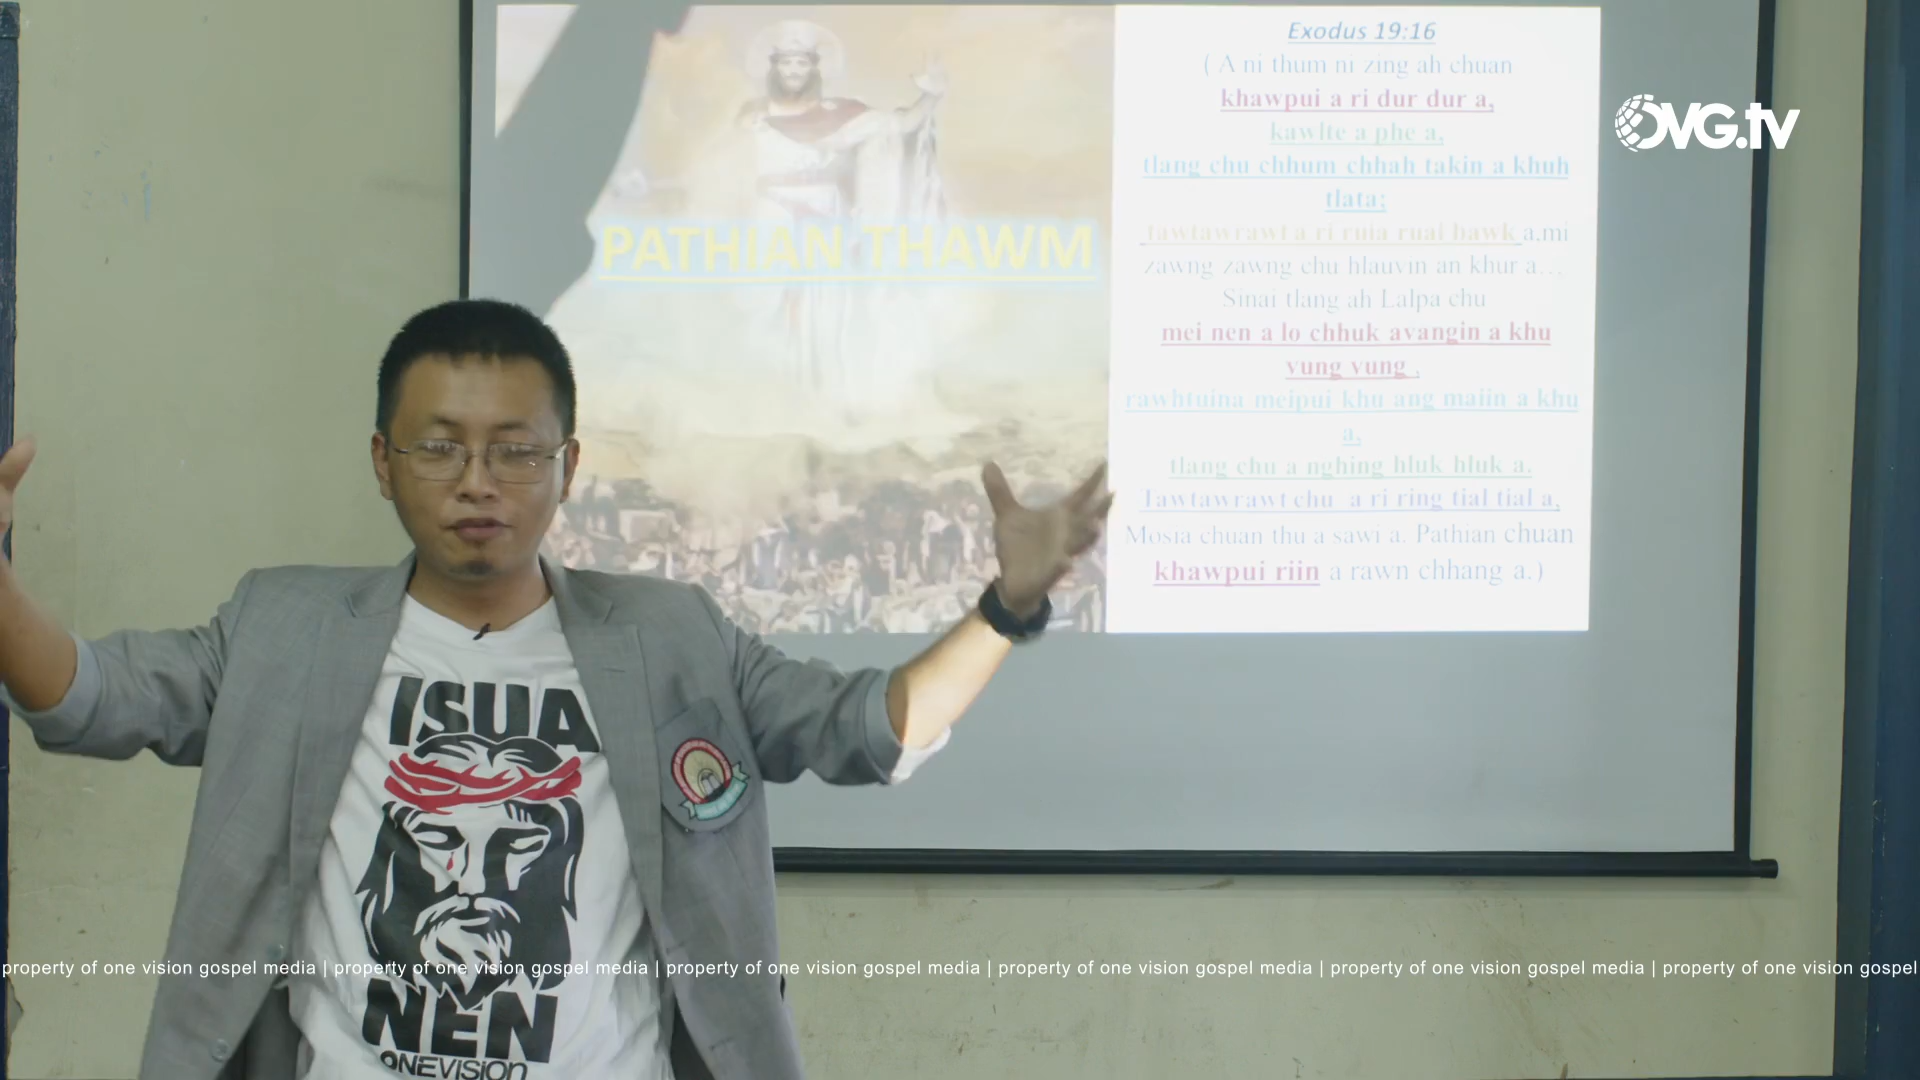 Exodus 19:16
( A ni thum ni zing ah chuan
khawpui a ri dur dur a,
kawlte a phe a,
tlang chu chhum chhah takin a khuh
tlata;
tawtawrawt a ri ruia ruai bawk a,mi
zawng zawng chu hlauvin an khur a…,
Sinai tlang ah Lalpa chu
mei nen a lo chhuk avangin a khu
vung vung ,
rawhtuina meipui khu ang maiin a khu
a,
tlang chu a nghing hluk hluk a.
Tawtawrawt chu a ri ring tial tial a,
Mosia chuan thu a sawi a. Pathian chuan
khawpui riin a rawn chhang a.)
PATHIAN THAWM
OVG.tv
ISUA
NEN
ONEVISION
property of one vision gospel media | property of one vision gospel media | property of one vision gospel media | property of one vision gospel media | property of one vision gospel media | property of one vision gospel